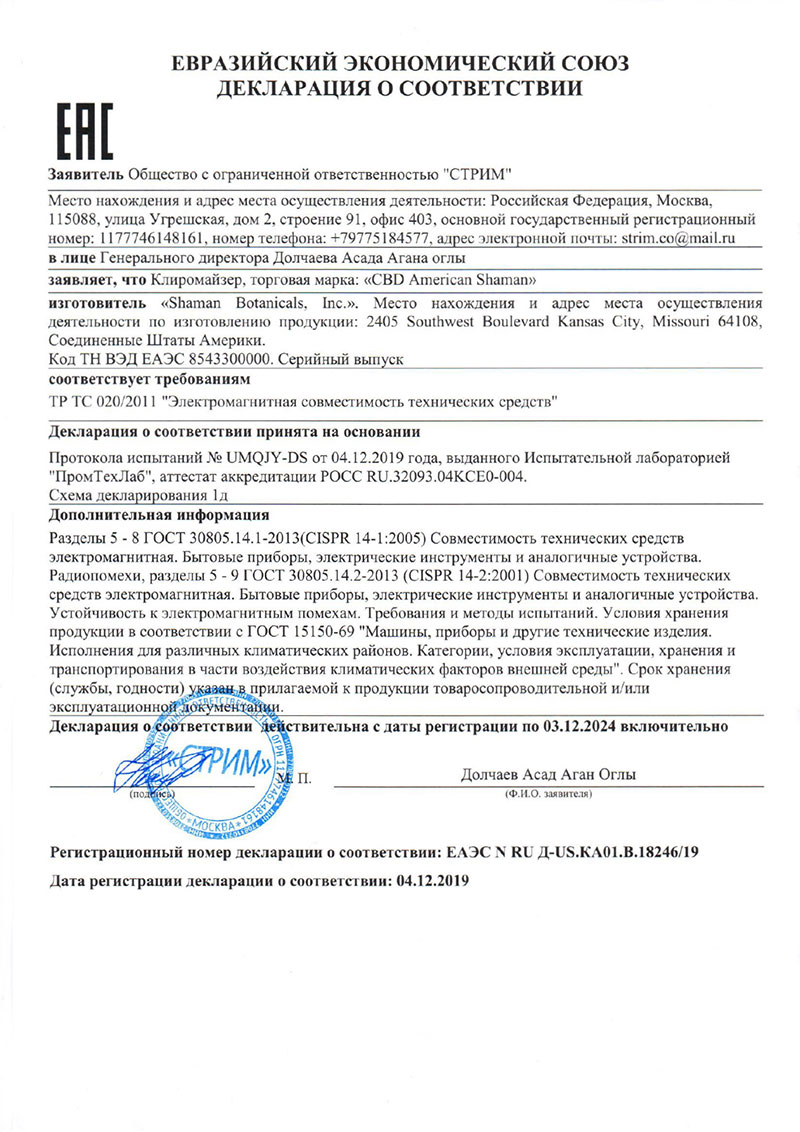 ЕВРАЗИЙСКИЙ ЭКОНОМИЧЕСКИЙ СОЮЗ
ДЕКЛАРАЦИЯ О СООТВЕТСТВИИ
ЕАС
Заявитель Общество с ограниченной ответственностью "СТРИМ"
Место нахождения и адрес места осуществления деятельности: Российская Федерация, Москва,
115088, улица Угрешская, дом 2, строение 91, офис 403, основной государственный регистрационный
номер: 1177746148161, номер телефона: +79775184577, адрес электронной почты: strim.co@mail.ru
в лице Генерального директора Долчаева Асада Агана оглы
заявляет, что Клиромайзер, торговая марка: «CBD American Shaman»
изготовитель «Shaman Botanicals, Inc.». Место нахождения и адрес места осуществления
деятельности по изготовлению продукции: 2405 Southwest Boulevard Kansas City, Missouri 64108,
Соединенные Штаты Америки.
Код ТН ВЭД ЕАЭС 8543300000. Серийный выпуск
соответствует требованиям
ТР ТС 020/2011 "Электромагнитная совместимость технических средств"
Декларация о соответствии принята на основании
Протокола испытаний № UMQJY-DS от 04.12.2019 года, выданного Испытательной лабораторией
"ПромТехЛаб", аттестат аккредитации РОСС RU.32093.04КСЕ0-004.
Схема декларирования 1д
Дополнительная информация
Разделы 5 - 8 ГОСТ 30805.14.1-2013(CISPR 14-1:2005) Совместимость технических средств
электромагнитная. Бытовые приборы, электрические инструменты и аналогичные устройства.
Радиопомехи, разделы 5 - 9 ГОСТ 30805.14.2-2013 (CISPR 14-2:2001) Совместимость технических
средств электромагнитная. Бытовые приборы, электрические инструменты и аналогичные устройства.
Устойчивость к электромагнитным помехам. Требования и методы испытаний. Условия хранения
продукции в соответствии с ГОСТ 15150-69 "Машины, приборы и другие технические изделия.
Исполнения для различных климатических районов. Категории, условия эксплуатации, хранения и
транспортирования в части воздействия климатических факторов внешней среды". Срок хранения
(службы, годности) указан в прилагаемой к продукции товаросопроводительной и/или
эксплуатационной документации.
Декларация о соответствии действительна с даты регистрации по 03.12.2024 включительно
«СТРИМ»
МОСКВА
М. П.
Долчаев Асад Аган Оглы
(подпись)
(Ф.И.О. заявителя)
Регистрационный номер декларации о соответствии: ЕАЭС N RU Д-US.КА01.В.18246/19
Дата регистрации декларации о соответствии: 04.12.2019